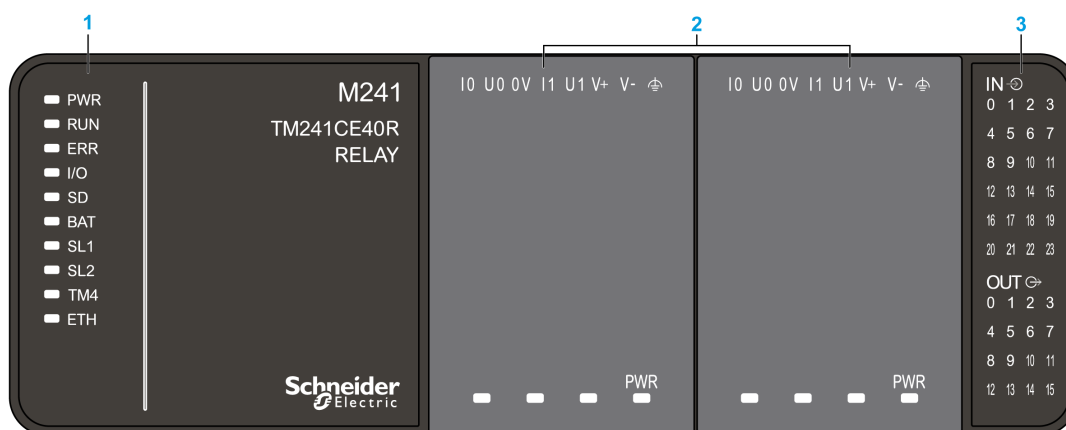 1
2
3
PWR
RUN
ERR
I/O
SD
BAT
SL1
SL2
TM4
ETH
M241
TM241CE40R
RELAY
Schneider
Electric
I0 U0 0V I1 U1 V+ V-
PWR
I0 U0 0V I1 U1 V+ V-
PWR
IN
0 1 2 3
4 5 6 7
8 9 10 11
12 13 14 15
16 17 18 19
20 21 22 23
OUT
0 1 2 3
4 5 6 7
8 9 10 11
12 13 14 15